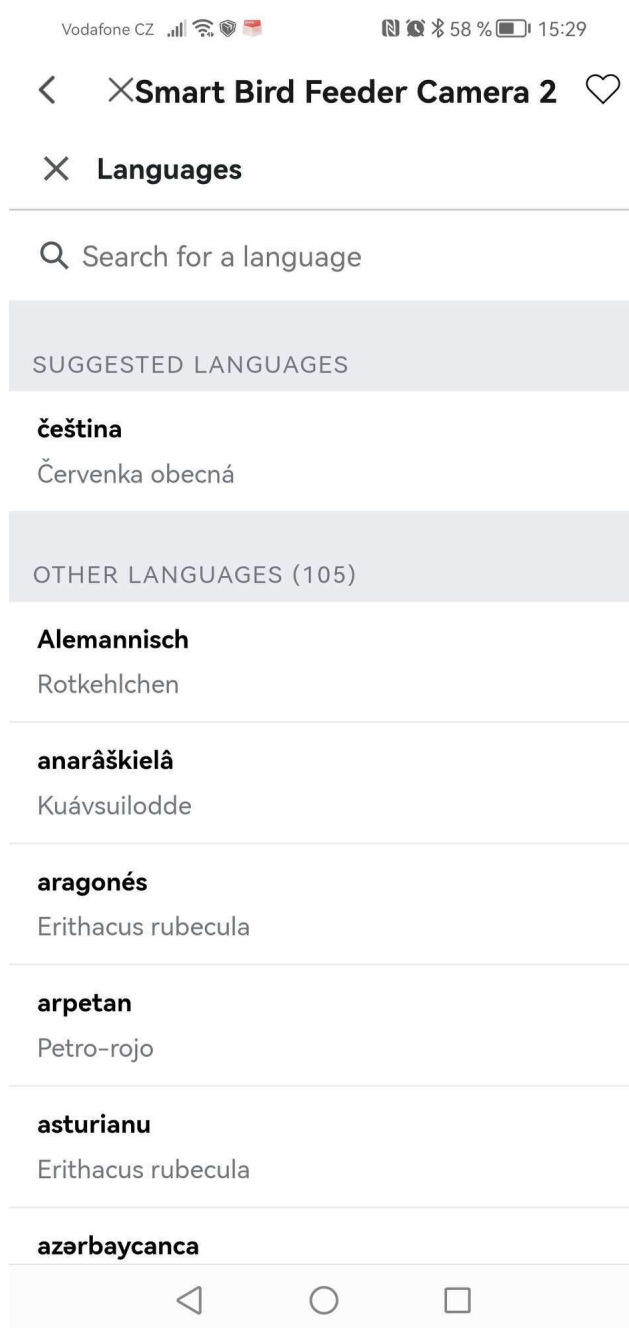 Vodafone CZ 58 % 15:29
Smart Bird Feeder Camera 2
Languages
Search for a language
SUGGESTED LANGUAGES
čeština
Červenka obecná
OTHER LANGUAGES (105)
Alemannisch
Rotkehlchen
anarâškielâ
Kuávsuilodde
aragonés
Erithacus rubecula
arpetan
Petro-rojo
asturianu
Erithacus rubecula
azərbaycanca